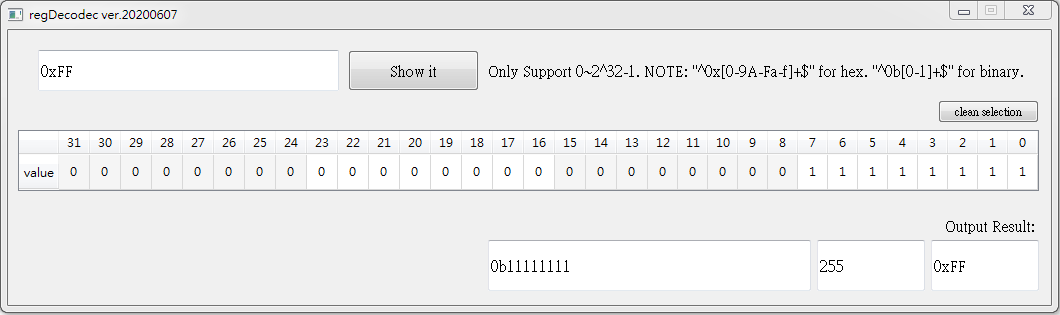 regDecodec ver.20200607
0xFF Show it Only Support 0~2^32-1. NOTE: "^0x[0-9A-Fa-f]+$" for hex. "^0b[0-1]+$" for binary.
clean selection
31 30 29 28 27 26 25 24 23 22 21 20 19 18 17 16 15 14 13 12 11 10 9 8 7 6 5 4 3 2 1 0
value 0 0 0 0 0 0 0 0 0 0 0 0 0 0 0 0 0 0 0 0 0 0 0 0 1 1 1 1 1 1 1 1
Output Result:
0b11111111 255 0xFF